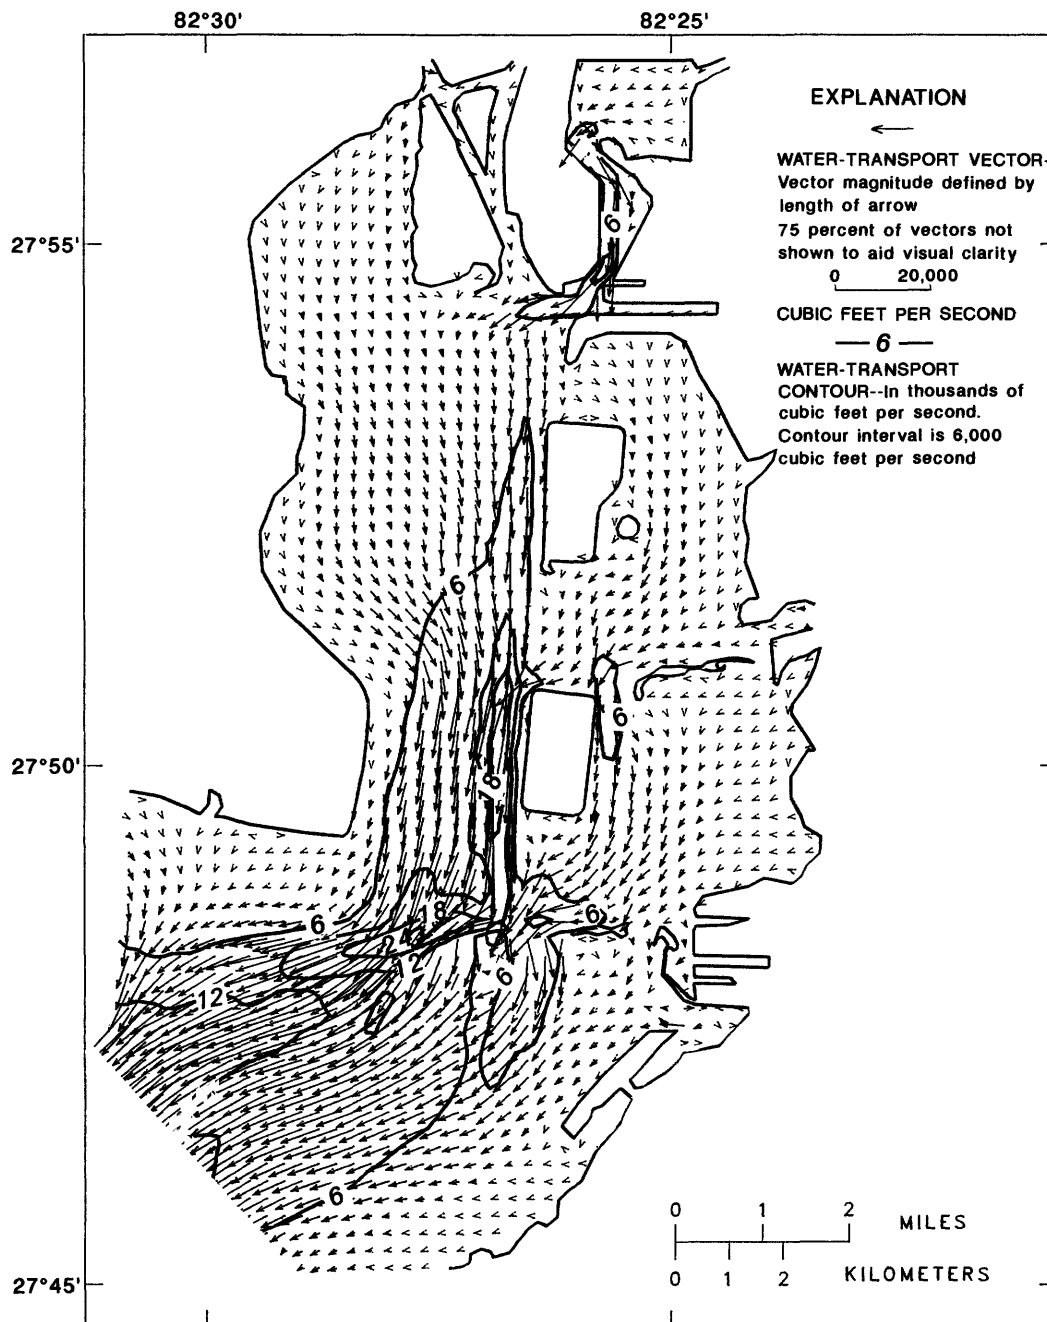 82°30'
82°25'
EXPLANATION
WATER-TRANSPORT VECTOR-
Vector magnitude defined by
length of arrow
75 percent of vectors not
shown to aid visual clarity
0 20,000
CUBIC FEET PER SECOND
6
WATER-TRANSPORT
CONTOUR--In thousands of
cubic feet per second.
Contour interval is 6,000
cubic feet per second
6
27°55'
6
6
27°50'
18
6
6
18
24
12
6
12
6
0 1 2
MILES
0 1 2
KILOMETERS
27°45'